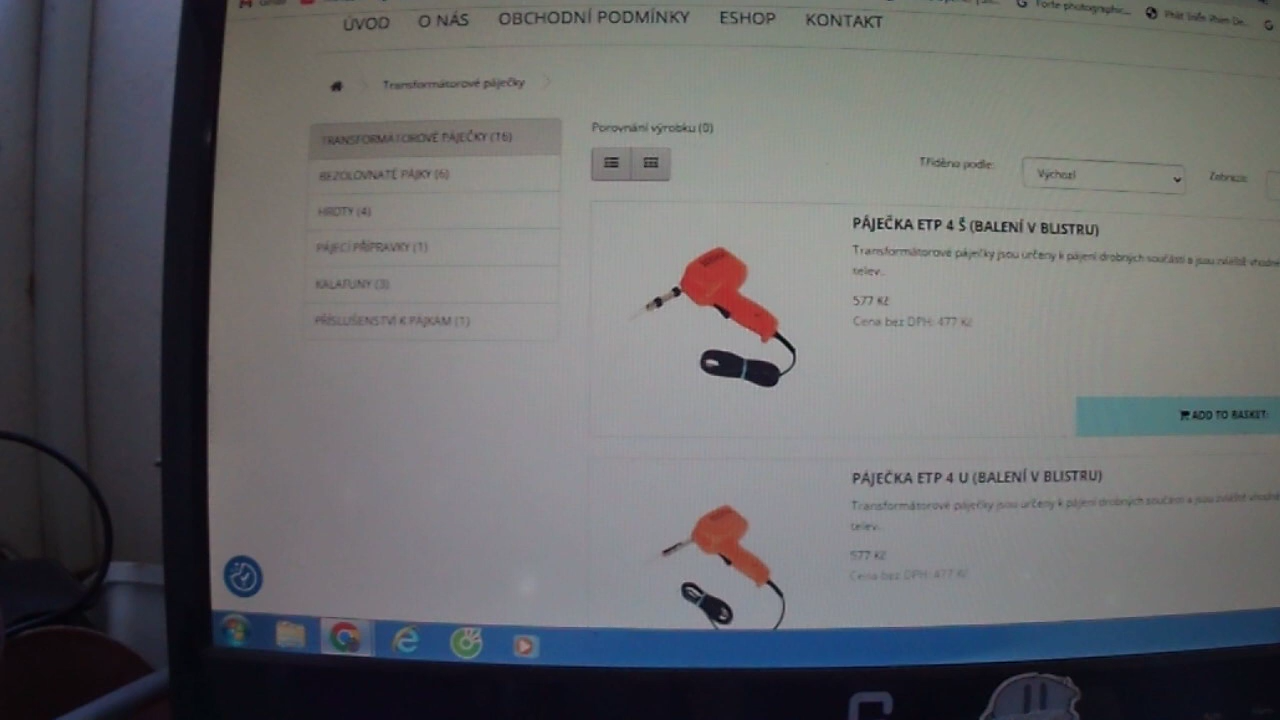 Forte photographic...
ÚVOD O NÁS OBCHODNÍ PODMÍNKY ESHOP KONTAKT
Transformátorové páječky
TRANSFORMÁTOROVÉ PÁJEČKY (16)
BEZOLOVNATÉ PÁJKY (6)
HROTY (4)
PÁJECÍ PŘÍPRAVKY (1)
KALAFUNY (3)
PŘÍSLUŠENSTVÍ K PÁJKÁM (1)
Porovnání výrobku (0)
Tříděno podle: Výchozí Zobrazit:
PÁJEČKA ETP 4 Š (BALENÍ V BLISTRU)
Transformátorové páječky jsou určeny k pájení drobných součástí a jsou zvláště vhodné
telev..
577 Kč
Cena bez DPH: 477 Kč
ADD TO BASKET
PÁJEČKA ETP 4 U (BALENÍ V BLISTRU)
Transformátorové páječky jsou určeny k pájení drobných součástí a jsou zvláště vhodné
telev..
577 Kč
Cena bez DPH: 477 Kč